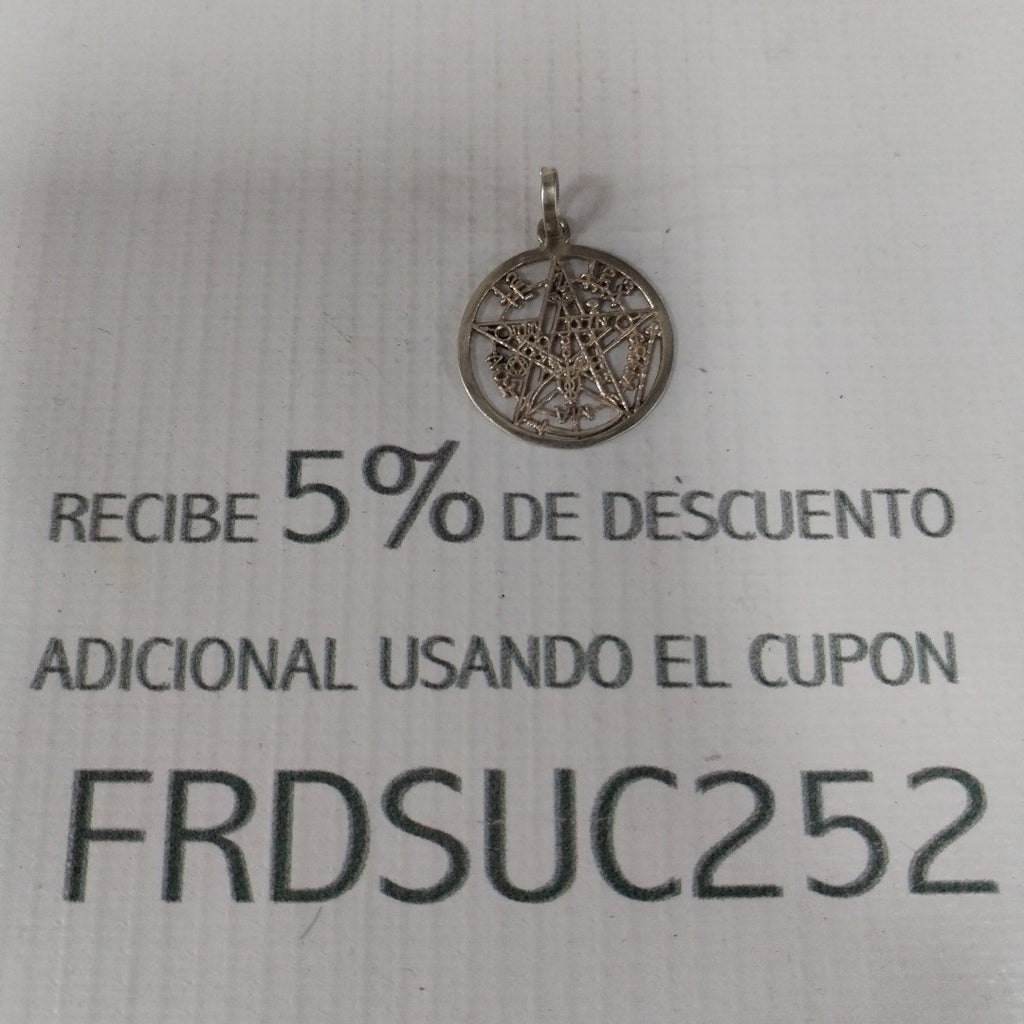 RECIBE 5% DE DESCUENTO
ADICIONAL USANDO EL CUPON
FRDSUC252